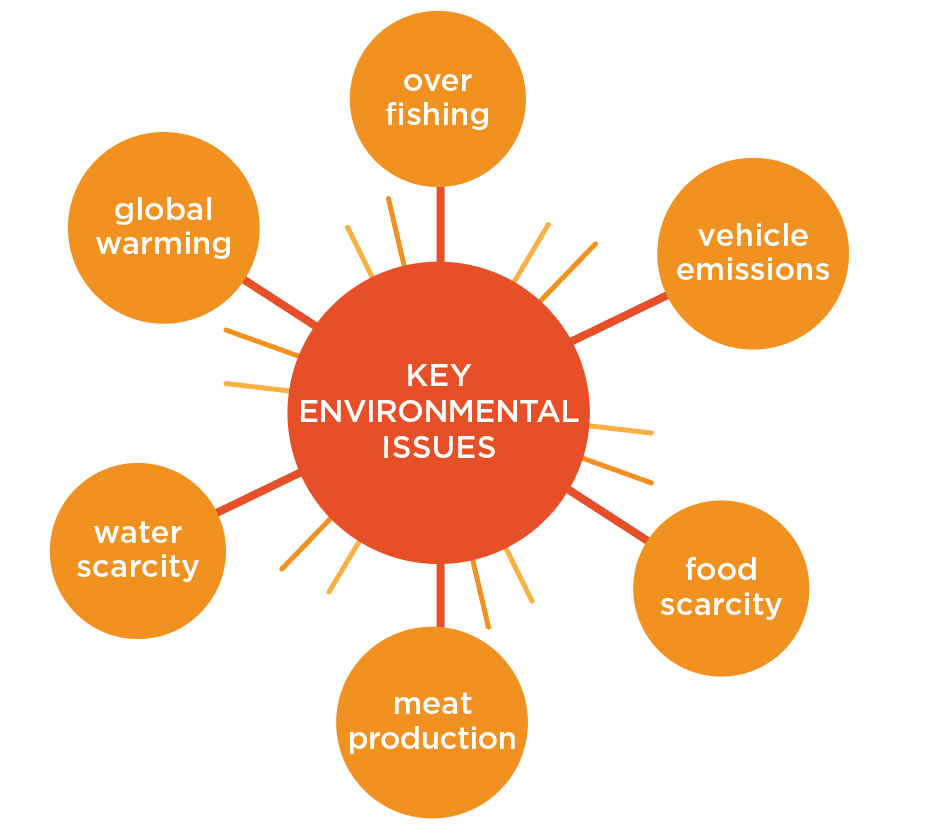 over
fishing
global
warming
vehicle
emissions
KEY
ENVIRONMENTAL
ISSUES
water
scarcity
food
scarcity
meat
production